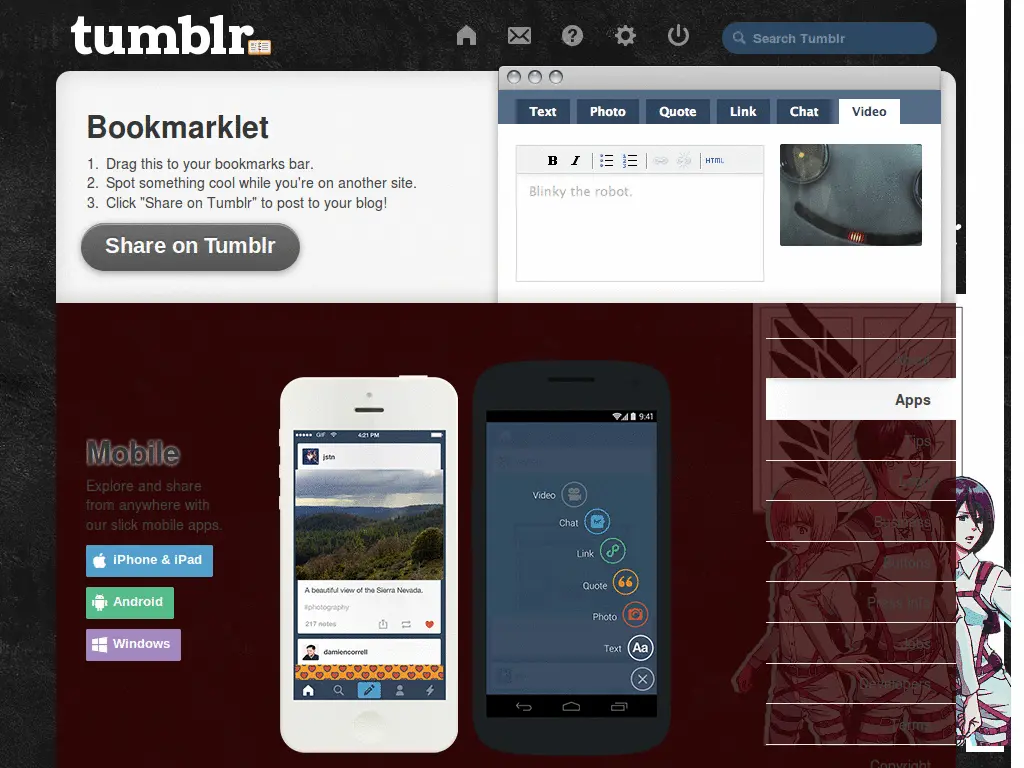 tumblr
Search Tumblr
Bookmarklet
1. Drag this to your bookmarks bar.
2. Spot something cool while you're on another site.
3. Click "Share on Tumblr" to post to your blog!
Share on Tumblr
Text Photo Quote Link Chat Video
B I HTML
Blinky the robot.
Mobile
Explore and share
from anywhere with
our slick mobile apps.
iPhone & iPad
Android
Windows
GIF 4:21 PM
jstn
A beautiful view of the Sierra Nevada.
#photography
217 notes
damiencorrell
9:41
Video
Chat
Link
Quote
Photo
Text Aa
Apps
Tips
Business
Buttons
Press Info
Jobs
Developers
Terms
Copyright